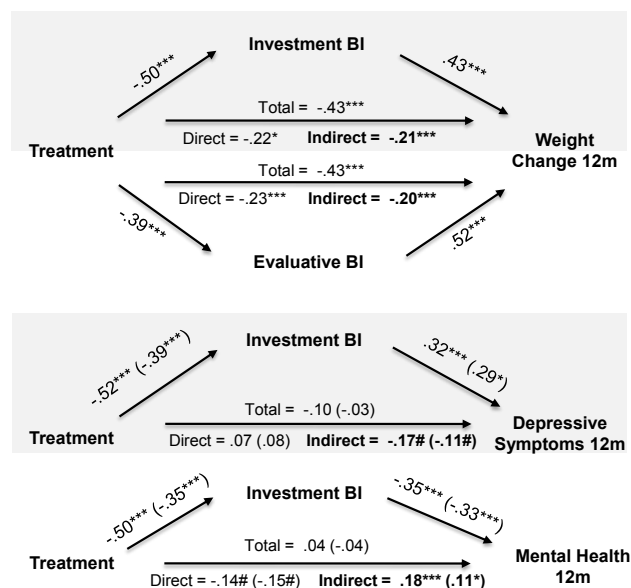 Investment BI
-.50***
.43***
Total = -.43***
Direct = -.22* Indirect = -.21***
Treatment
Weight
Change 12m
Total = -.43***
Direct = -.23*** Indirect = -.20***
-.39***
.52***
Evaluative BI
Investment BI
-.52*** (-.39***)
.32*** (.29*)
Total = -.10 (-.03)
Treatment
Direct = .07 (.08) Indirect = -.17# (-.11#)
Depressive
Symptoms 12m
Investment BI
-.50*** (-.35***)
-.35*** (-.33***)
Total = .04 (-.04)
Treatment
Direct = -.14# (-.15#) Indirect = .18*** (.11*)
Mental Health
12m